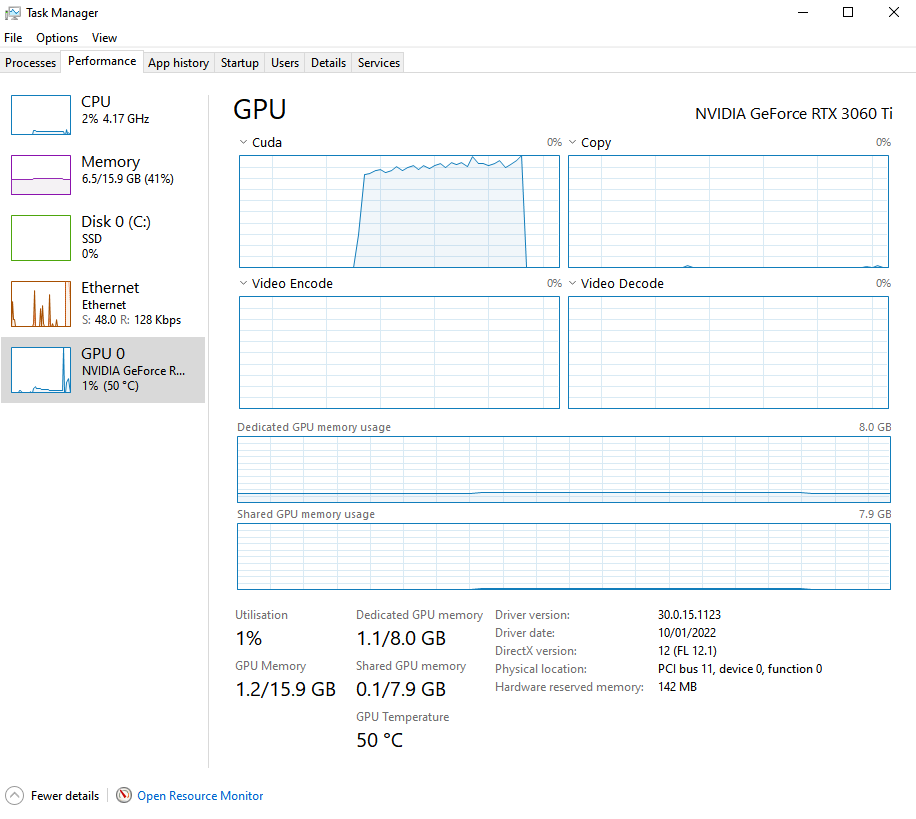 Task Manager
File Options View
Processes Performance App history Startup Users Details Services
CPU
2% 4.17 GHz
Memory
6.5/15.9 GB (41%)
Disk 0 (C:)
SSD
0%
Ethernet
Ethernet
S: 48.0 R: 128 Kbps
GPU 0
NVIDIA GeForce R...
1% (50 °C)
GPU NVIDIA GeForce RTX 3060 Ti
Cuda 0% Copy 0%
Video Encode 0% Video Decode 0%
Dedicated GPU memory usage 8.0 GB
Shared GPU memory usage 7.9 GB
Utilisation
1%
GPU Memory
1.2/15.9 GB
Dedicated GPU memory
1.1/8.0 GB
Shared GPU memory
0.1/7.9 GB
GPU Temperature
50 °C
Driver version: 30.0.15.1123
Driver date: 10/01/2022
DirectX version: 12 (FL 12.1)
Physical location: PCI bus 11, device 0, function 0
Hardware reserved memory: 142 MB
Fewer details Open Resource Monitor